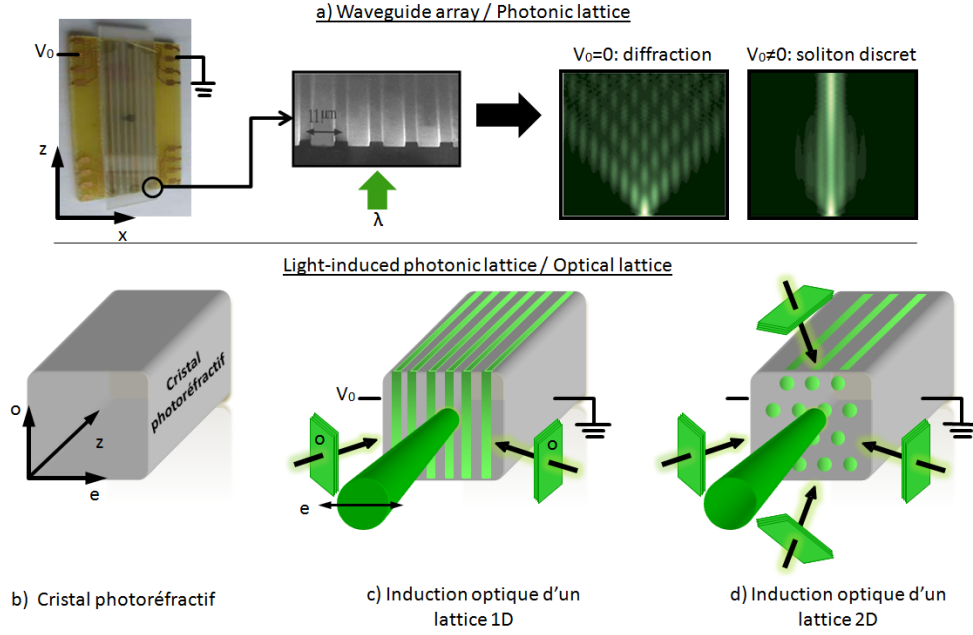 a) Waveguide array / Photonic lattice
V₀
z
x
11µm
λ
V₀=0: diffraction
V₀≠0: soliton discret
Light-induced photonic lattice / Optical lattice
Cristal
photoréfractif
o
z
e
V₀
o
o
e
b) Cristal photoréfractif
c) Induction optique d'un
lattice 1D
d) Induction optique d'un
lattice 2D